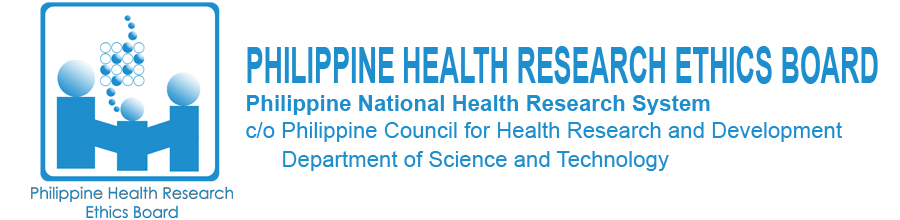 PHILIPPINE HEALTH RESEARCH ETHICS BOARD
Philippine National Health Research System
c/o Philippine Council for Health Research and Development
Department of Science and Technology
Philippine Health Research
Ethics Board